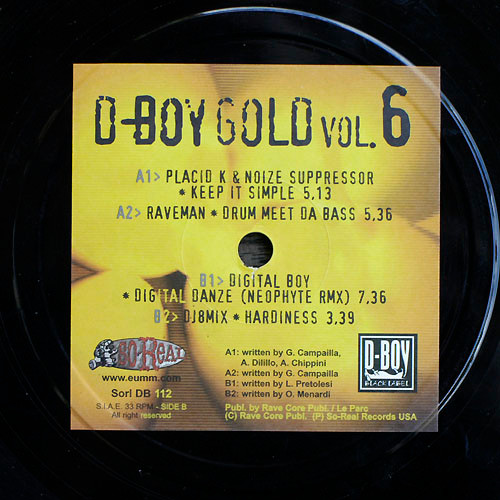 D-BOY GOLD VOL. 6
A1> PLACID K & NOIZE SUPPRESSOR
* KEEP IT SIMPLE 5,13
A2> RAVEMAN * DRUM MEET DA BASS 5,36
B1> DIGITAL BOY
* DIGITAL DANZE (NEOPHYTE RMX) 7,36
B2> DJ8MIX * HARDINESS 3,39
SO-REAL
www.eumm.com
Sorl DB 112
S.I.A.E. 33 RPM - SIDE B
All right reserved
A1: written by G. Campailla,
A. Dilillo, A. Chippini
A2: written by G. Campailla
B1: written by L. Pretolesi
B2: written by O. Menardi
Publ. by Rave Core Publ. / Le Parc
(C) Rave Core Publ. (P) So-Real Records USA
D-BOY
BLACK LABEL